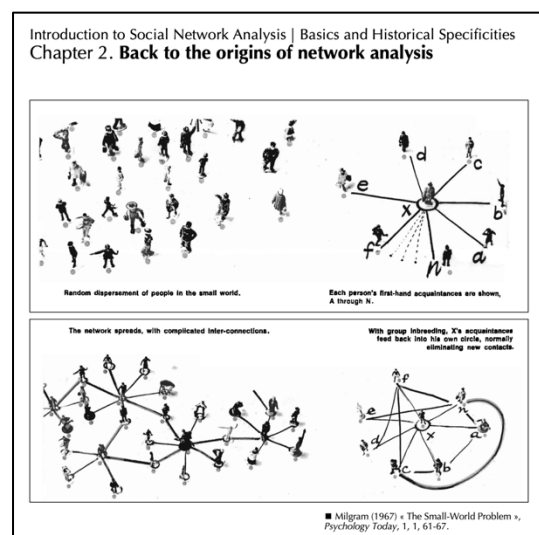 Introduction to Social Network Analysis | Basics and Historical Specificities
Chapter 2. Back to the origins of network analysis
d
c
e
x
b
f
n
a
Random dispersement of people in the small world.
Each person's first-hand acquaintances are shown,
A through N.
The network spreads, with complicated inter-connections.
With group inbreeding, X's acquaintances
feed back into his own circle, normally
eliminating new contacts.
f
e
n
x
a
d
c
b
■ Milgram (1967) « The Small-World Problem »,
Psychology Today, 1, 1, 61-67.